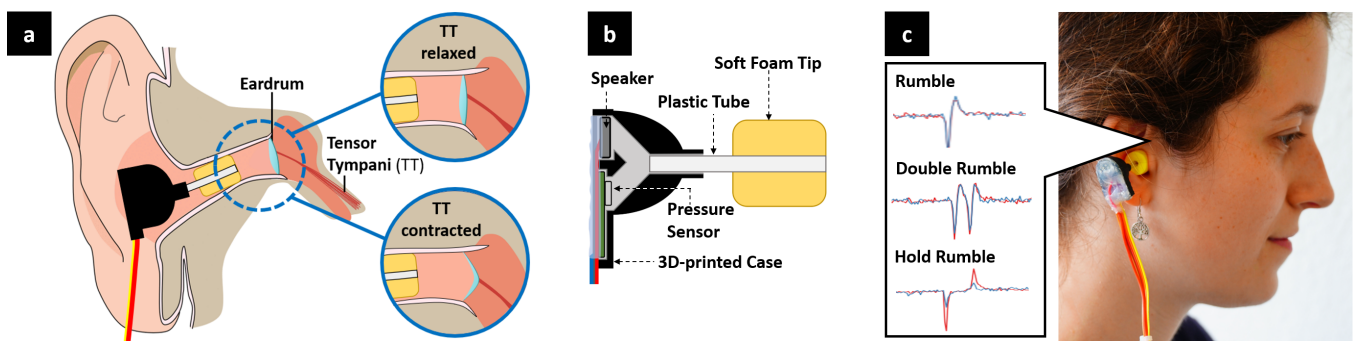 a
TT
relaxed
Eardrum
Tensor
Tympani (TT)
TT
contracted
b
Speaker
Soft Foam Tip
Plastic Tube
Pressure
Sensor
3D-printed Case
c
Rumble
Double Rumble
Hold Rumble